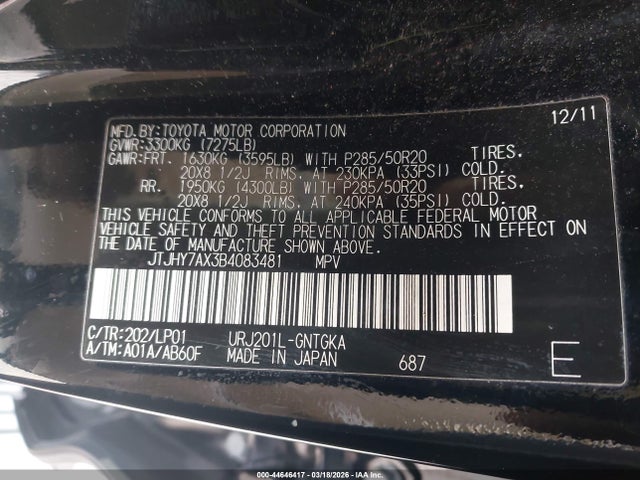 12/11
MFD.BY:TOYOTA MOTOR CORPORATION
GVWR:3300KG (7275LB)
GAWR:FRT. 1630KG (3595LB) WITH P285/50R20 TIRES.
20X8 1/2J RIMS. AT 230KPA (33PSI) COLD.
RR. 1950KG (4300LB) WITH P285/50R20 TIRES.
20X8 1/2J RIMS. AT 240KPA (35PSI) COLD.
THIS VEHICLE CONFORMS TO ALL APPLICABLE FEDERAL MOTOR
VEHICLE SAFETY AND THEFT PREVENTION STANDARDS IN EFFECT ON
THE DATE OF MANUFACTURE SHOWN ABOVE.
JTJHY7AX3B4083481 MPV
C/TR:202/LP01 URJ201L-GNTGKA
A/TM:A01A/AB60F MADE IN JAPAN 687 E
000-44646417 - 03/18/2026 - IAA Inc.